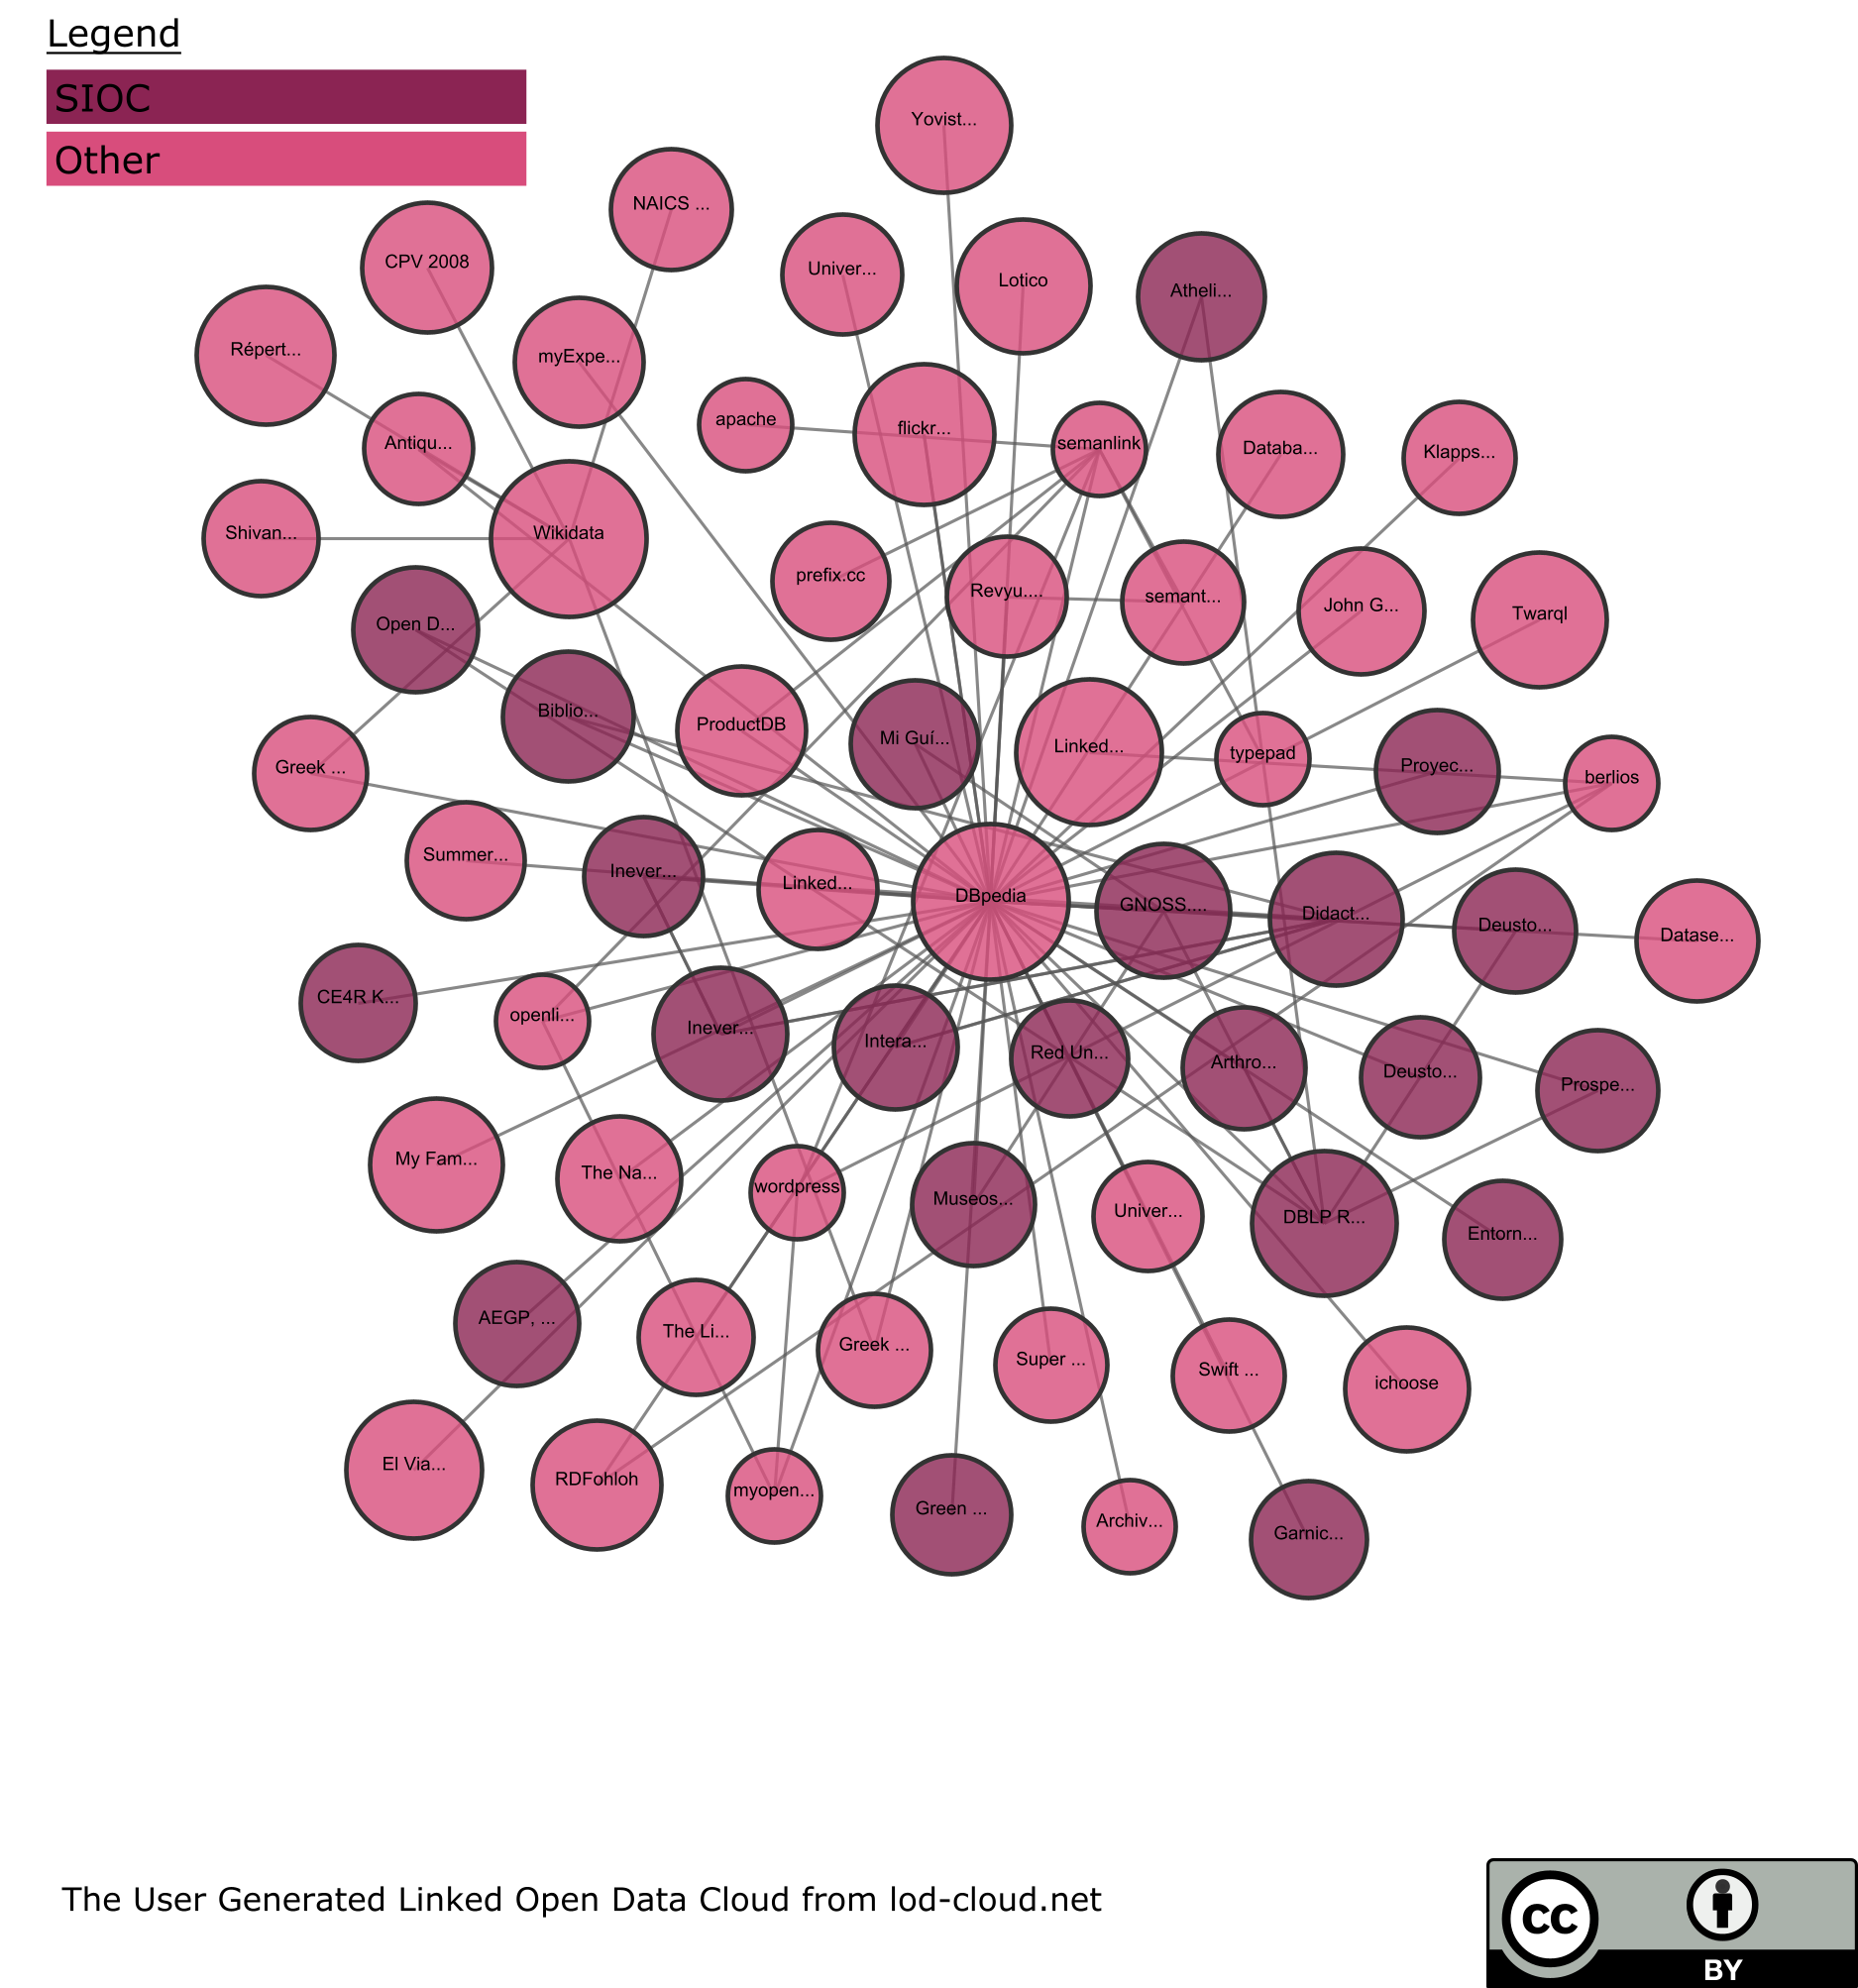 Legend
SIOC
Other
Yovist...
NAICS ...
CPV 2008
Univer...
Lotico
Atheli...
Répert...
myExpe...
apache
flickr...
semanlink
Databa...
Klapps...
Antiqu...
Shivan...
Wikidata
prefix.cc
Revyu....
semant...
John G...
Twarql
Open D...
Biblio...
ProductDB
Mi Guí...
Linked...
typepad
Proyec...
berlios
Greek ...
Summer...
Inever...
Linked...
DBpedia
GNOSS....
Didact...
Deusto...
Datase...
CE4R K...
openli...
Inever...
Intera...
Red Un...
Arthro...
Deusto...
Prospe...
My Fam...
The Na...
wordpress
Museos...
Univer...
DBLP R...
Entorn...
AEGP, ...
The Li...
Greek ...
Super ...
Swift ...
ichoose
El Via...
RDFohloh
myopen...
Green ...
Archiv...
Garnic...
The User Generated Linked Open Data Cloud from lod-cloud.net
cc
BY